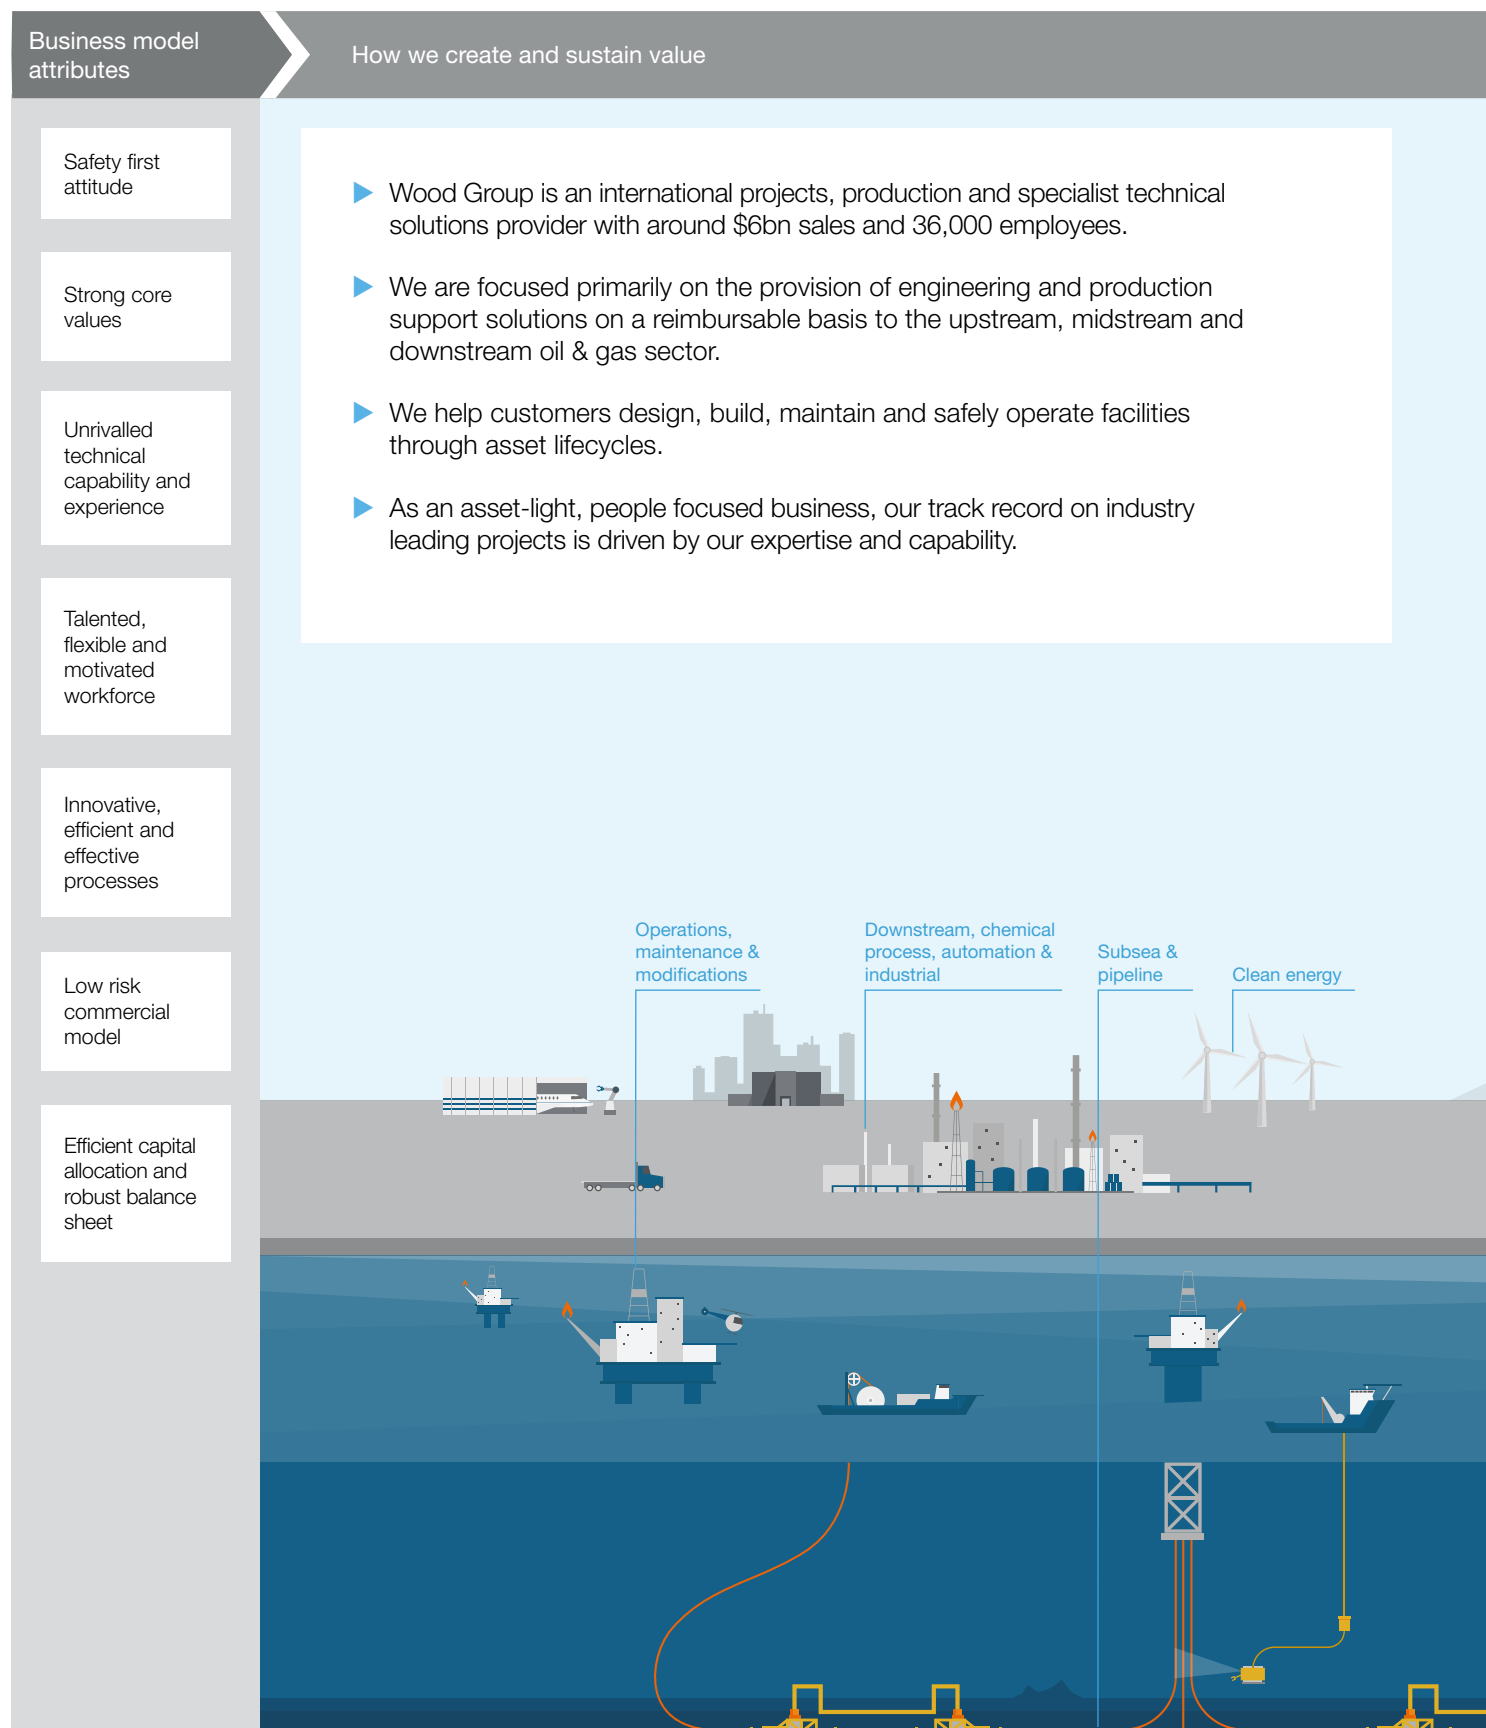 Business model
attributes
How we create and sustain value
Safety first
attitude
Strong core
values
Unrivalled
technical
capability and
experience
Talented,
flexible and
motivated
workforce
Innovative,
efficient and
effective
processes
Low risk
commercial
model
Efficient capital
allocation and
robust balance
sheet
Wood Group is an international projects, production and specialist technical
solutions provider with around $6bn sales and 36,000 employees.
We are focused primarily on the provision of engineering and production
support solutions on a reimbursable basis to the upstream, midstream and
downstream oil & gas sector.
We help customers design, build, maintain and safely operate facilities
through asset lifecycles.
As an asset-light, people focused business, our track record on industry
leading projects is driven by our expertise and capability.
Operations,
maintenance &
modifications
Downstream, chemical
process, automation &
industrial
Subsea &
pipeline
Clean energy